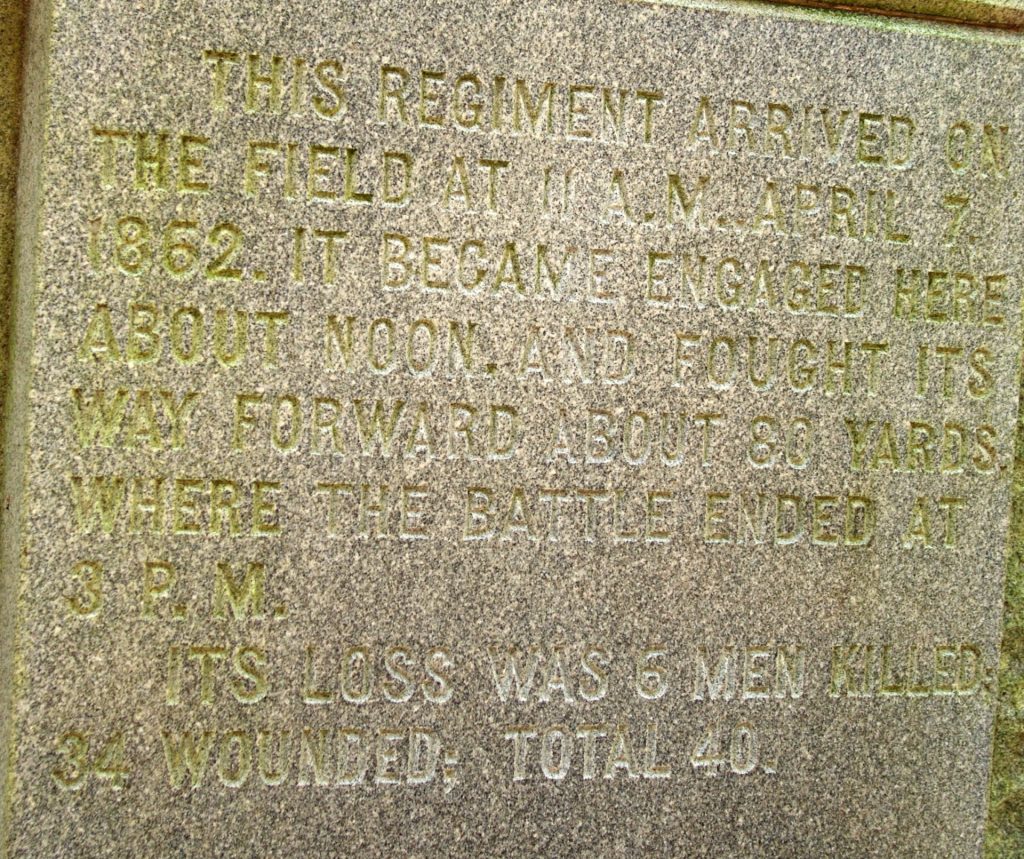 THIS REGIMENT ARRIVED ON
THE FIELD AT 11 A.M., APRIL 7,
1862. IT BECAME ENGAGED HERE
ABOUT NOON, AND FOUGHT ITS
WAY FORWARD ABOUT 80 YARDS,
WHERE THE BATTLE ENDED AT
3 P.M.
ITS LOSS WAS 6 MEN KILLED;
34 WOUNDED; TOTAL 40.